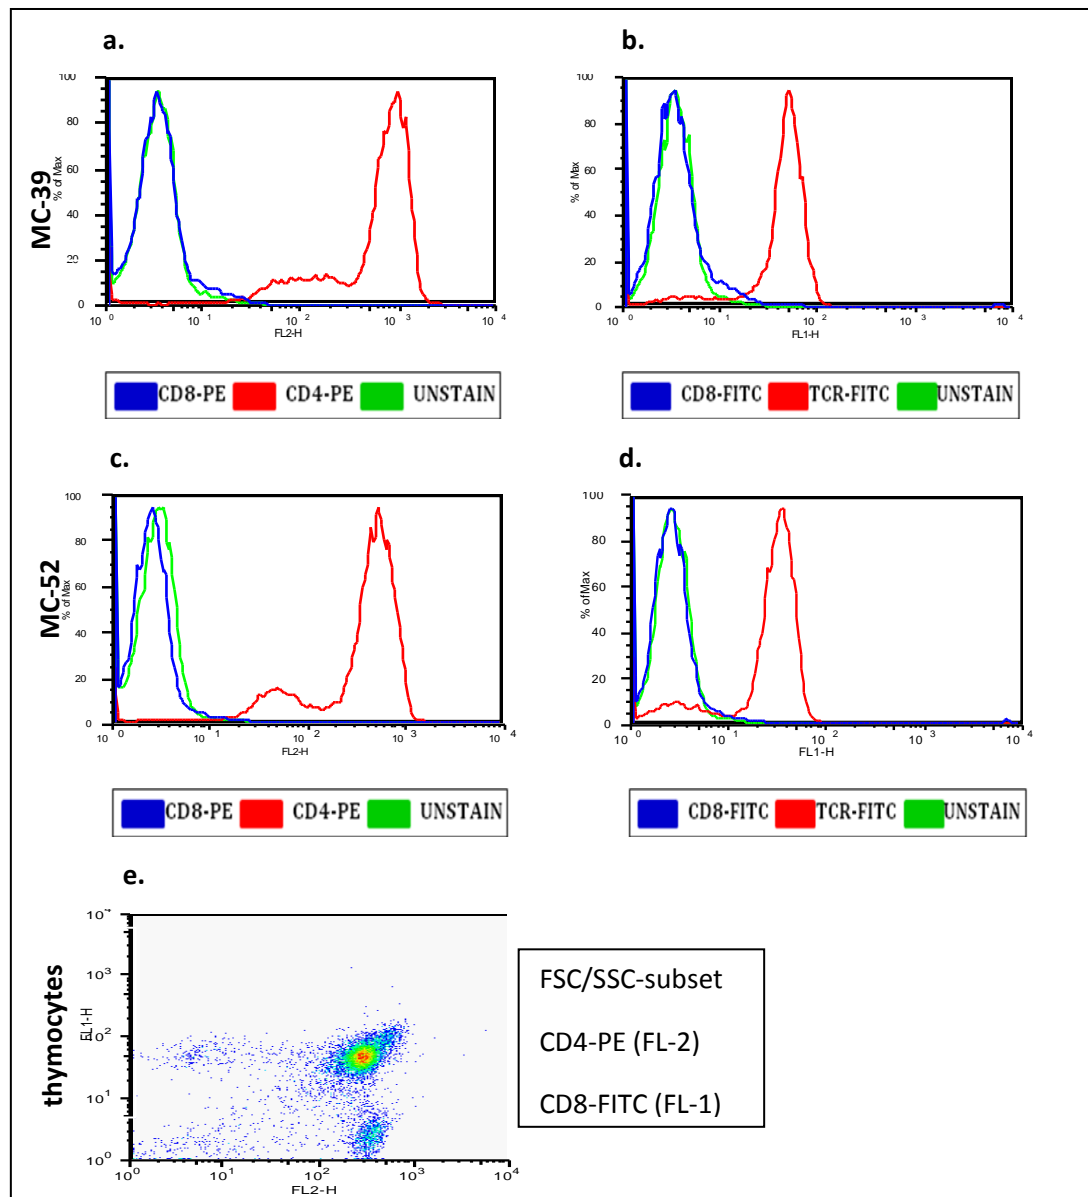 a.
b.
MC-39
% of Max
100
80
60
40
20
0
10 0
10 1
10 2
10 3
10 4
FL2-H
% of Max
100
80
60
40
20
0
10 0
10 1
10 2
10 3
10 4
FL1-H
CD8-PE CD4-PE UNSTAIN
CD8-FITC TCR-FITC UNSTAIN
c.
d.
MC-52
% of Max
100
80
60
40
20
0
10 0
10 1
10 2
10 3
10 4
FL2-H
% of Max
100
80
60
40
20
0
10 0
10 1
10 2
10 3
10 4
FL1-H
CD8-PE CD4-PE UNSTAIN
CD8-FITC TCR-FITC UNSTAIN
e.
thymocytes
FL1-H
10 4
10 3
10 2
10 1
10 0
10 0
10 1
10 2
10 3
10 4
FL2-H
FSC/SSC-subset
CD4-PE (FL-2)
CD8-FITC (FL-1)